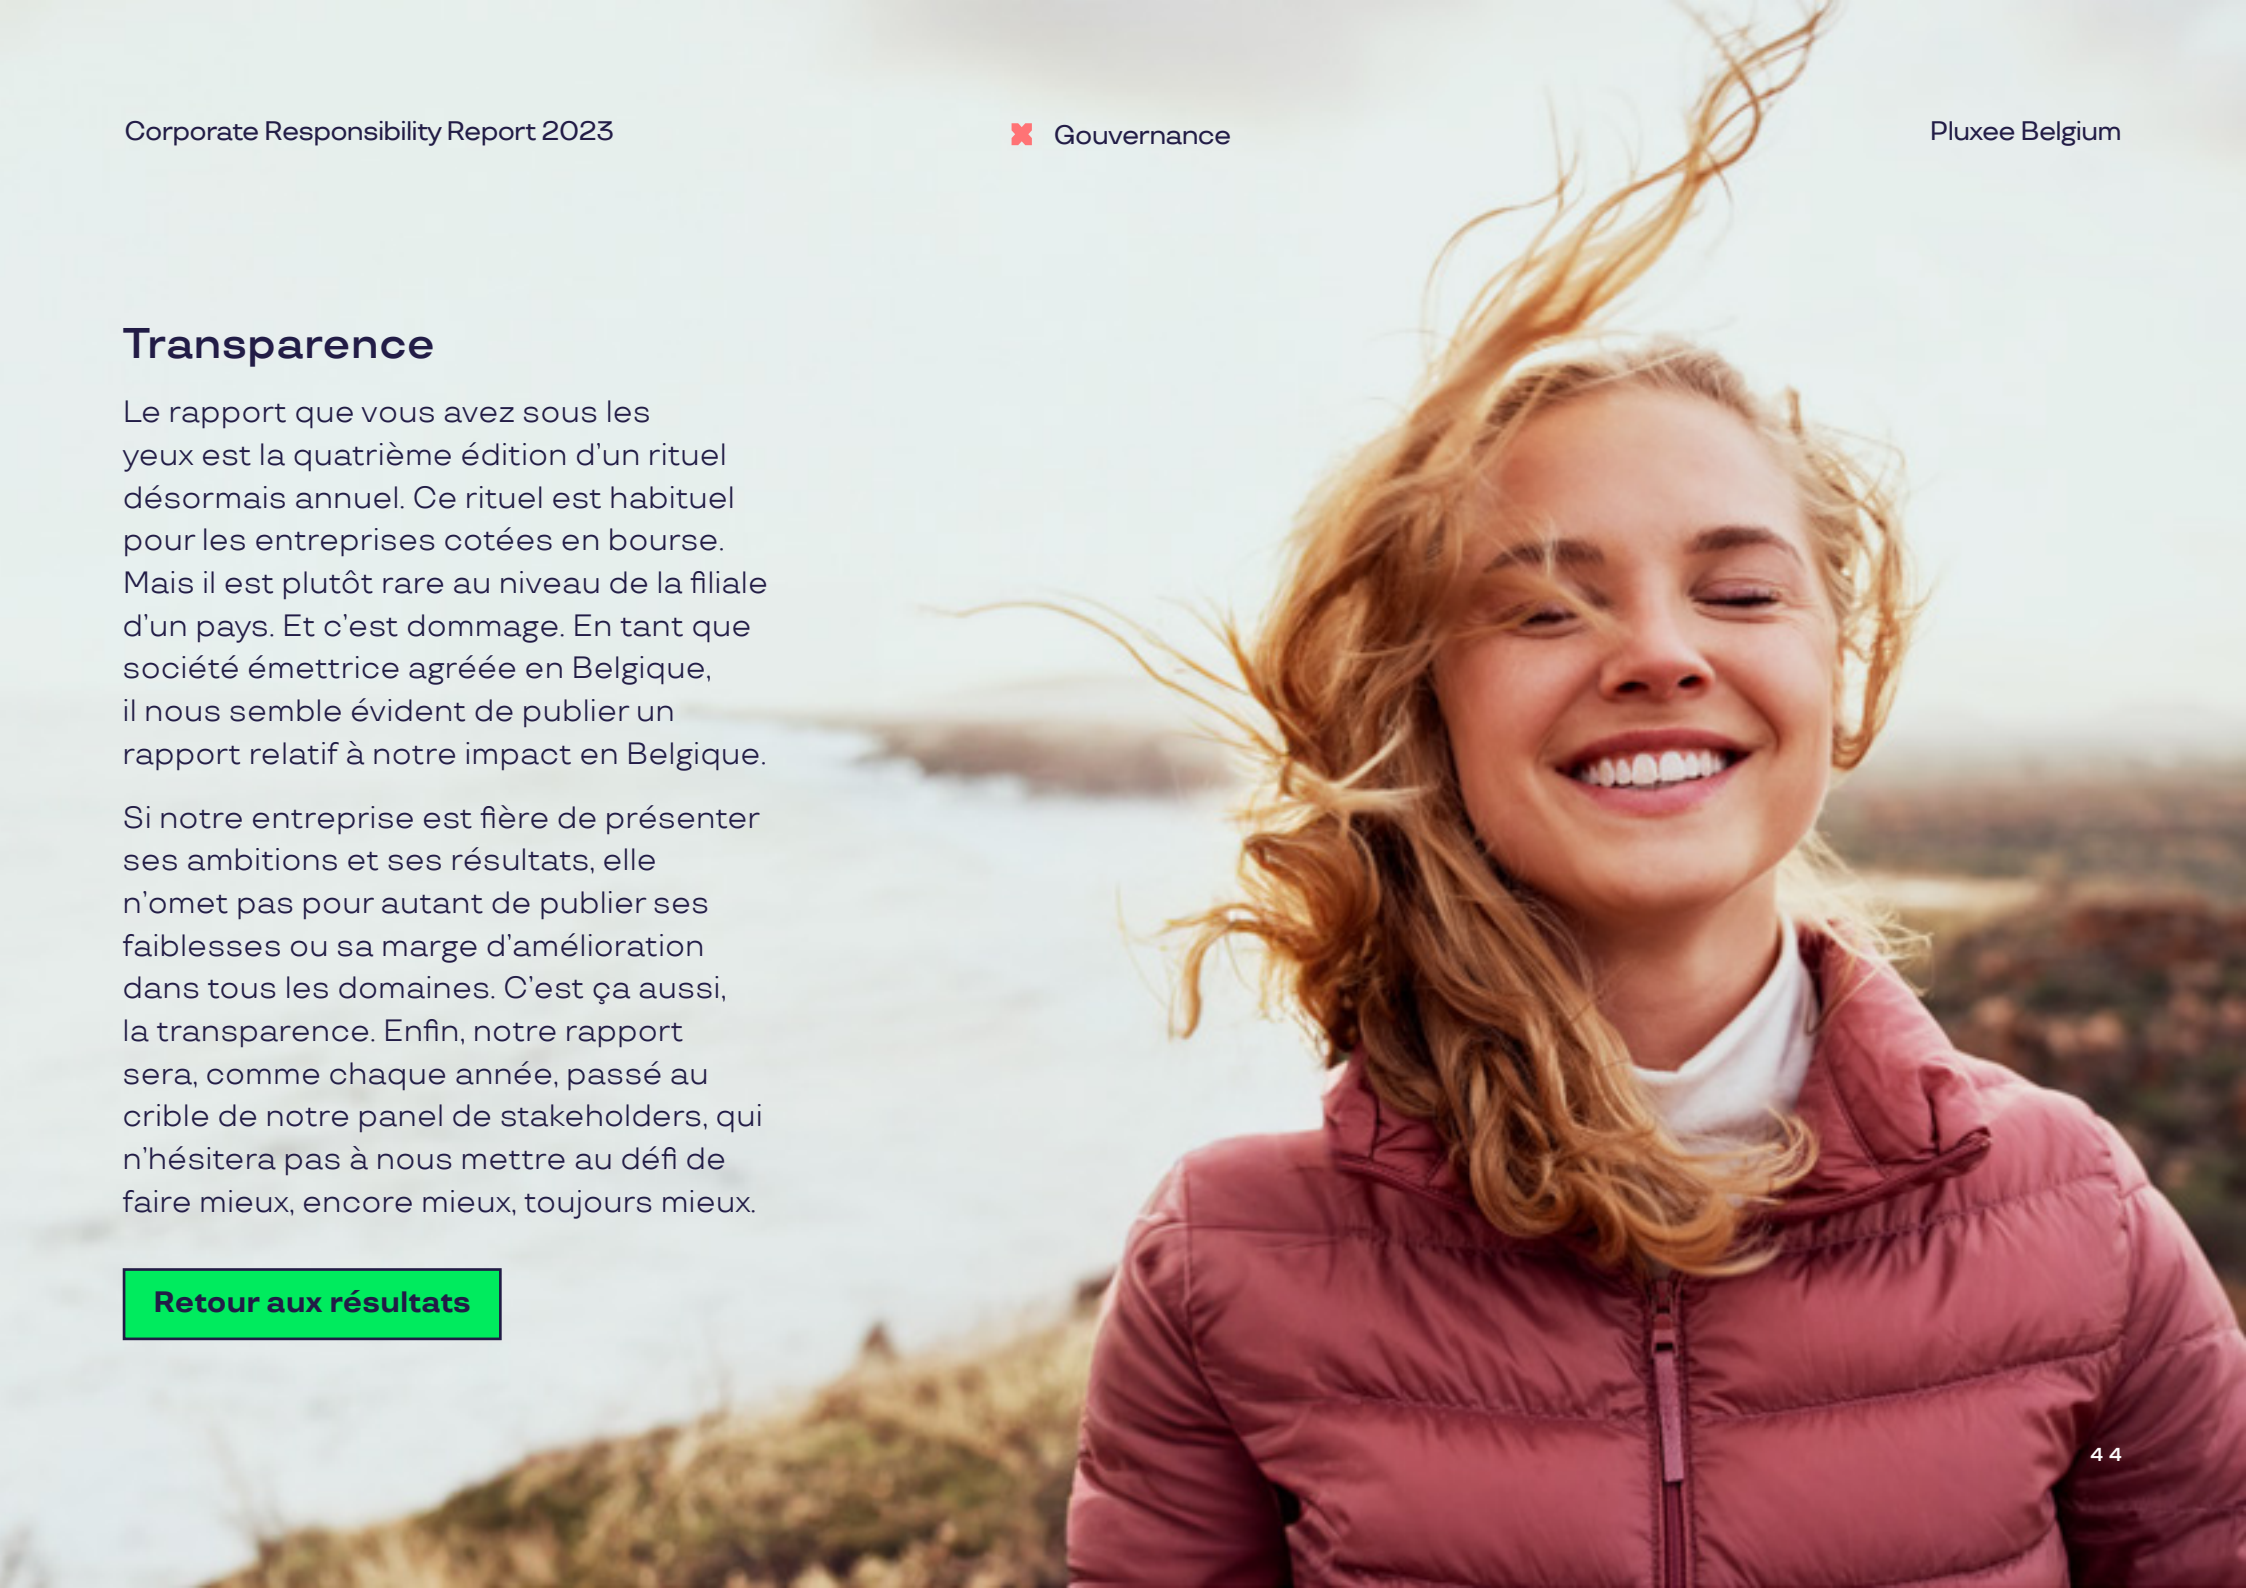 Corporate Responsibility Report 2023
Gouvernance
Pluxee Belgium
Transparence
Le rapport que vous avez sous les
yeux est la quatrième édition d’un rituel
désormais annuel. Ce rituel est habituel
pour les entreprises cotées en bourse.
Mais il est plutôt rare au niveau de la filiale
d’un pays. Et c’est dommage. En tant que
société émettrice agréée en Belgique,
il nous semble évident de publier un
rapport relatif à notre impact en Belgique.
Si notre entreprise est fière de présenter
ses ambitions et ses résultats, elle
n’omet pas pour autant de publier ses
faiblesses ou sa marge d’amélioration
dans tous les domaines. C’est ça aussi,
la transparence. Enfin, notre rapport
sera, comme chaque année, passé au
crible de notre panel de stakeholders, qui
n’hésitera pas à nous mettre au défi de
faire mieux, encore mieux, toujours mieux.
Retour aux résultats
44